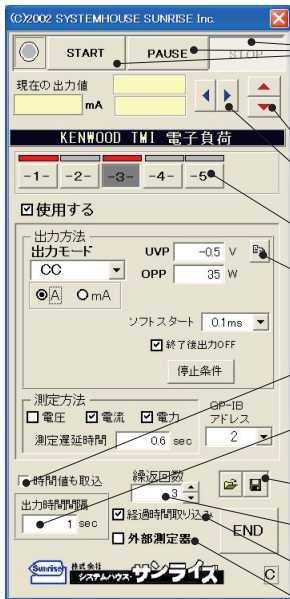 (C)2002 SYSTEMHOUSE SUNRISE Inc.
START PAUSE STOP
現在の出力値
mA
KENWOOD TMI 電子負荷
-1- -2- -3- -4- -5-
使用する
出力方法
出力モード UVP -0.5 V
CC OPP 35 W
A mA
ソフトスタート 0.1ms
終了後出力OFF
停止条件
測定方法
電圧 電流 電力
GP-IB
アドレス
測定遅延時間 0.6 sec 2
時間値も取込 繰返回数
3
出力時間間隔
1 sec
経過時間取り込み
外部測定器
END
Sunrise 株式会社
システムハウス サンライズ C